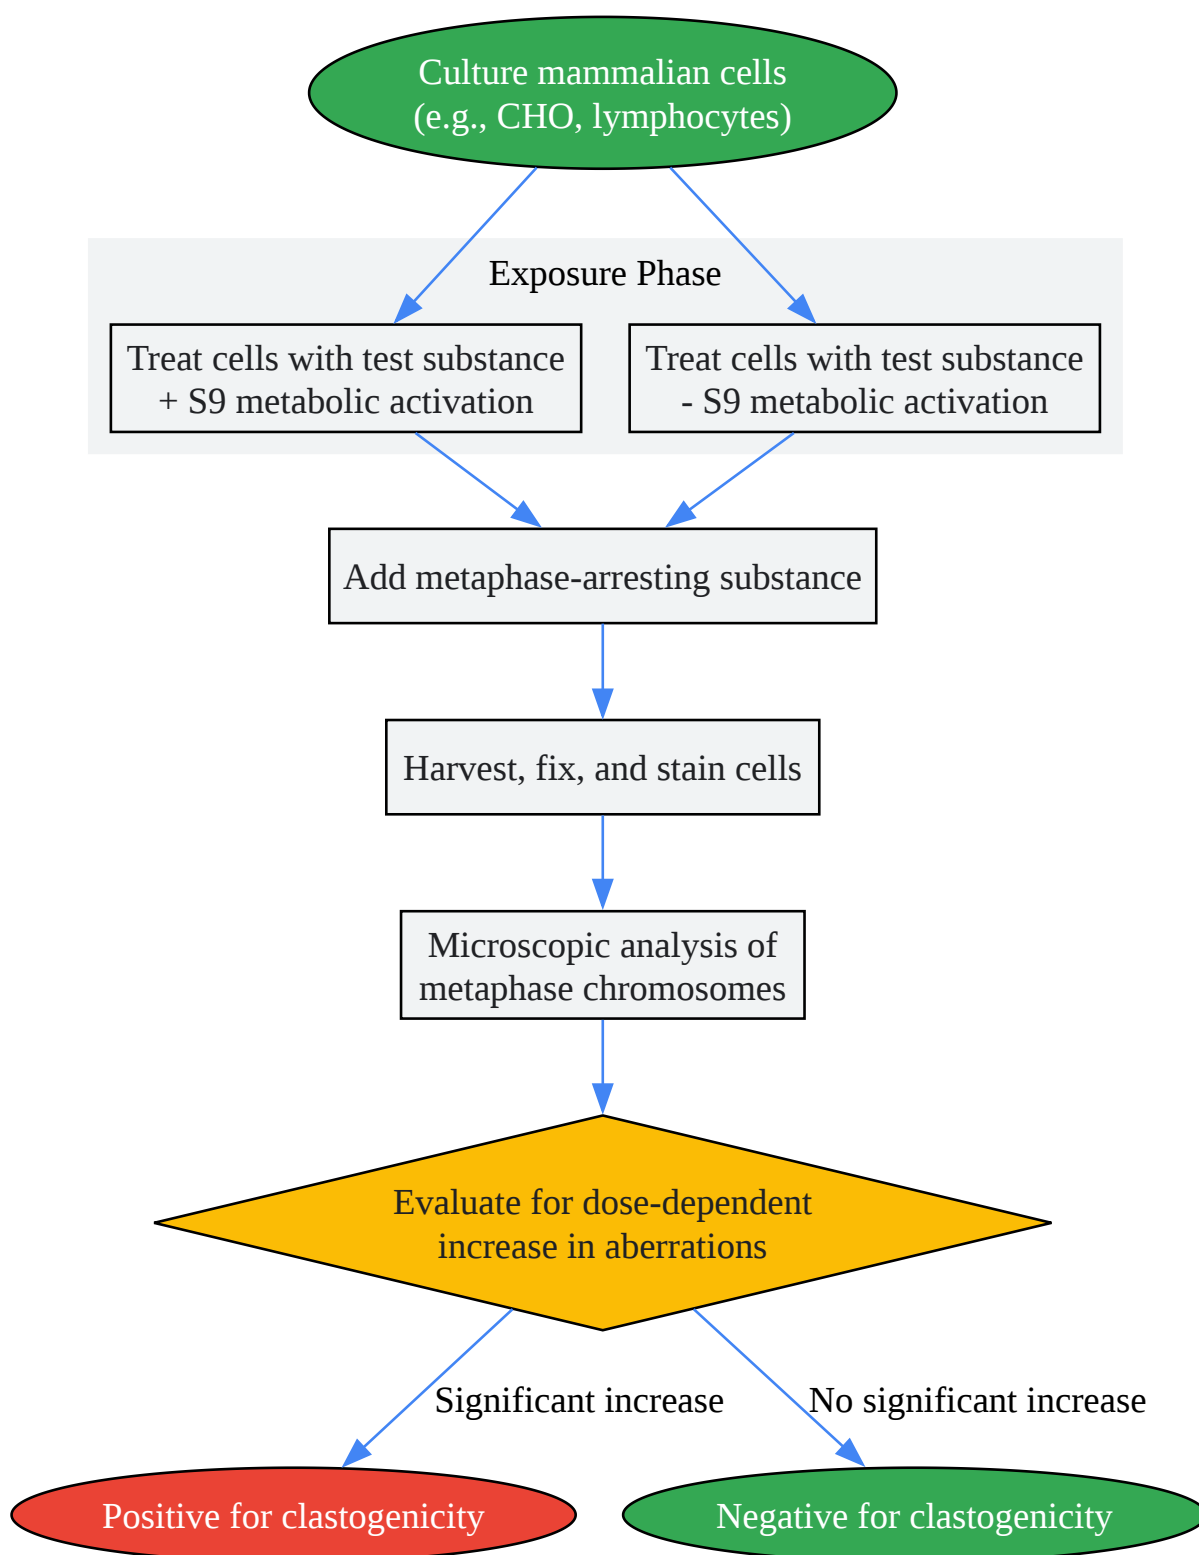 Culture mammalian cells
(e.g., CHO, lymphocytes)
Exposure Phase
Treat cells with test substance
+ S9 metabolic activation
Treat cells with test substance
- S9 metabolic activation
Add metaphase-arresting substance
Harvest, fix, and stain cells
Microscopic analysis of
metaphase chromosomes
Evaluate for dose-dependent
increase in aberrations
Significant increase
No significant increase
Positive for clastogenicity
Negative for clastogenicity